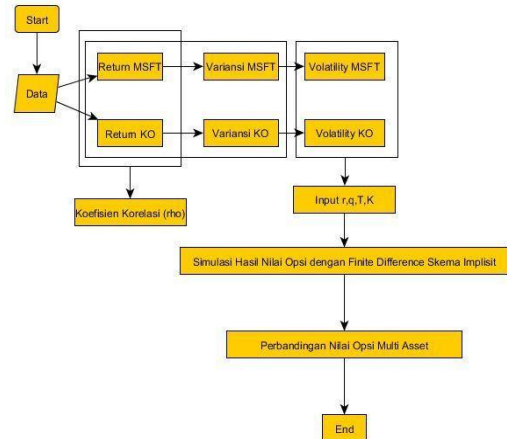 Start
Data
Return MSFT
Variansi MSFT
Volatility MSFT
Return KO
Variansi KO
Volatility KO
Koefisien Korelasi (rho)
Input r,q,T,K
Simulasi Hasil Nilai Opsi dengan Finite Difference Skema Implisit
Perbandingan Nilai Opsi Multi Asset
End